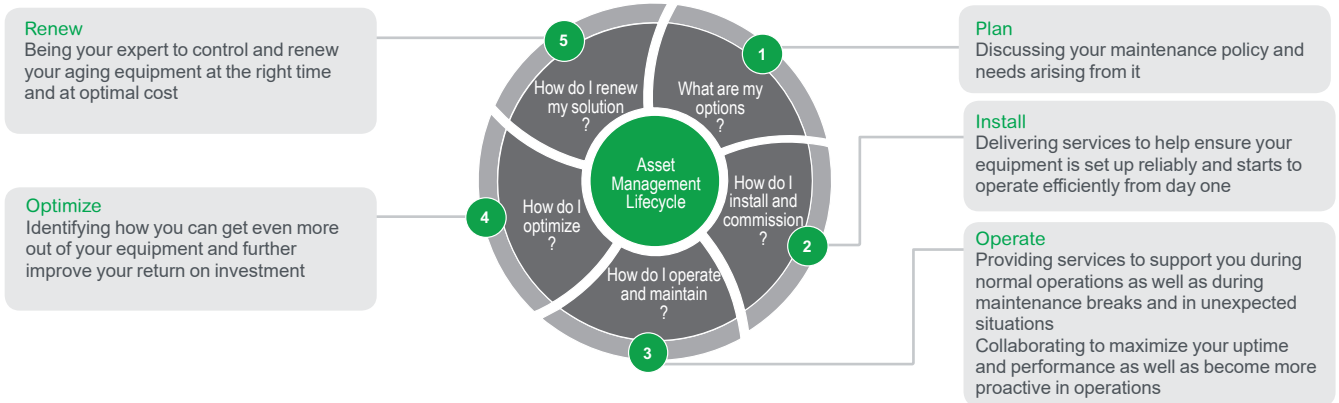 Renew
Being your expert to control and renew
your aging equipment at the right time
and at optimal cost
Optimize
Identifying how you can get even more
out of your equipment and further
improve your return on investment
5
How do I renew
my solution
?
1
What are my
options
?
Asset
Management
Lifecycle
How do I
install and
commission
?
2
How do I
optimize
?
4
How do I operate
and maintain
?
3
Plan
Discussing your maintenance policy and
needs arising from it
Install
Delivering services to help ensure your
equipment is set up reliably and starts to
operate efficiently from day one
Operate
Providing services to support you during
normal operations as well as during
maintenance breaks and in unexpected
situations
Collaborating to maximize your uptime
and performance as well as become more
proactive in operations